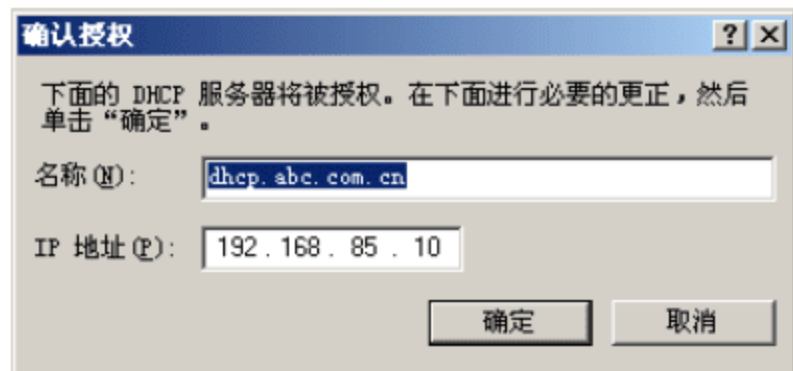 确认授权
下面的 DHCP 服务器将被授权。在下面进行必要的更正，然后
单击“确定”。
名称(N): dhcp.abc.com.cn
IP 地址(P): 192 . 168 . 85 . 10
确定 取消